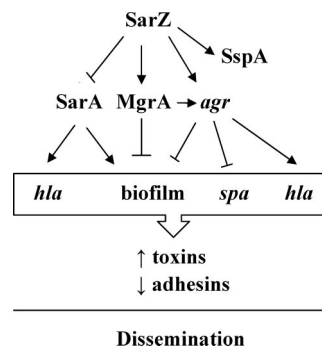 SarZ
SspA
SarA MgrA agr
hla biofilm spa hla
↑ toxins
↓ adhesins
Dissemination